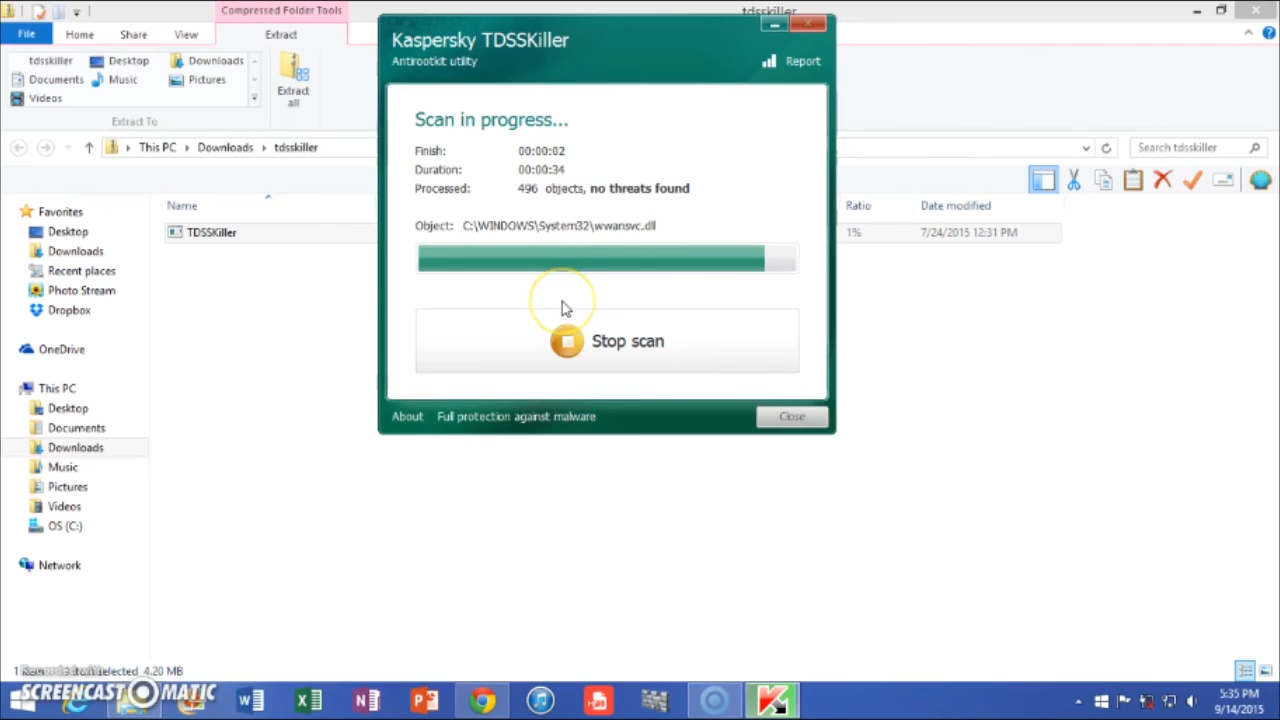 Compressed Folder Tools
tdsskiller
File Home Share View Extract
tdsskiller Desktop Downloads
Documents Music Pictures
Videos
Extract all
Extract To
This PC Downloads tdsskiller
Search tdsskiller
Kaspersky TDSSKiller
Antirootkit utility
Report
Scan in progress...
Finish: 00:00:02
Duration: 00:00:34
Processed: 496 objects, no threats found
Object: C:\WINDOWS\System32\wwansvc.dll
Stop scan
About Full protection against malware Close
Name Ratio Date modified
TDSSKiller 1% 7/24/2015 12:31 PM
Favorites
Desktop
Downloads
Recent places
Photo Stream
Dropbox
OneDrive
This PC
Desktop
Documents
Downloads
Music
Pictures
Videos
OS (C:)
Network
selected 4.20 MB
SCREENCAST MATIC
5:35 PM
9/14/2015